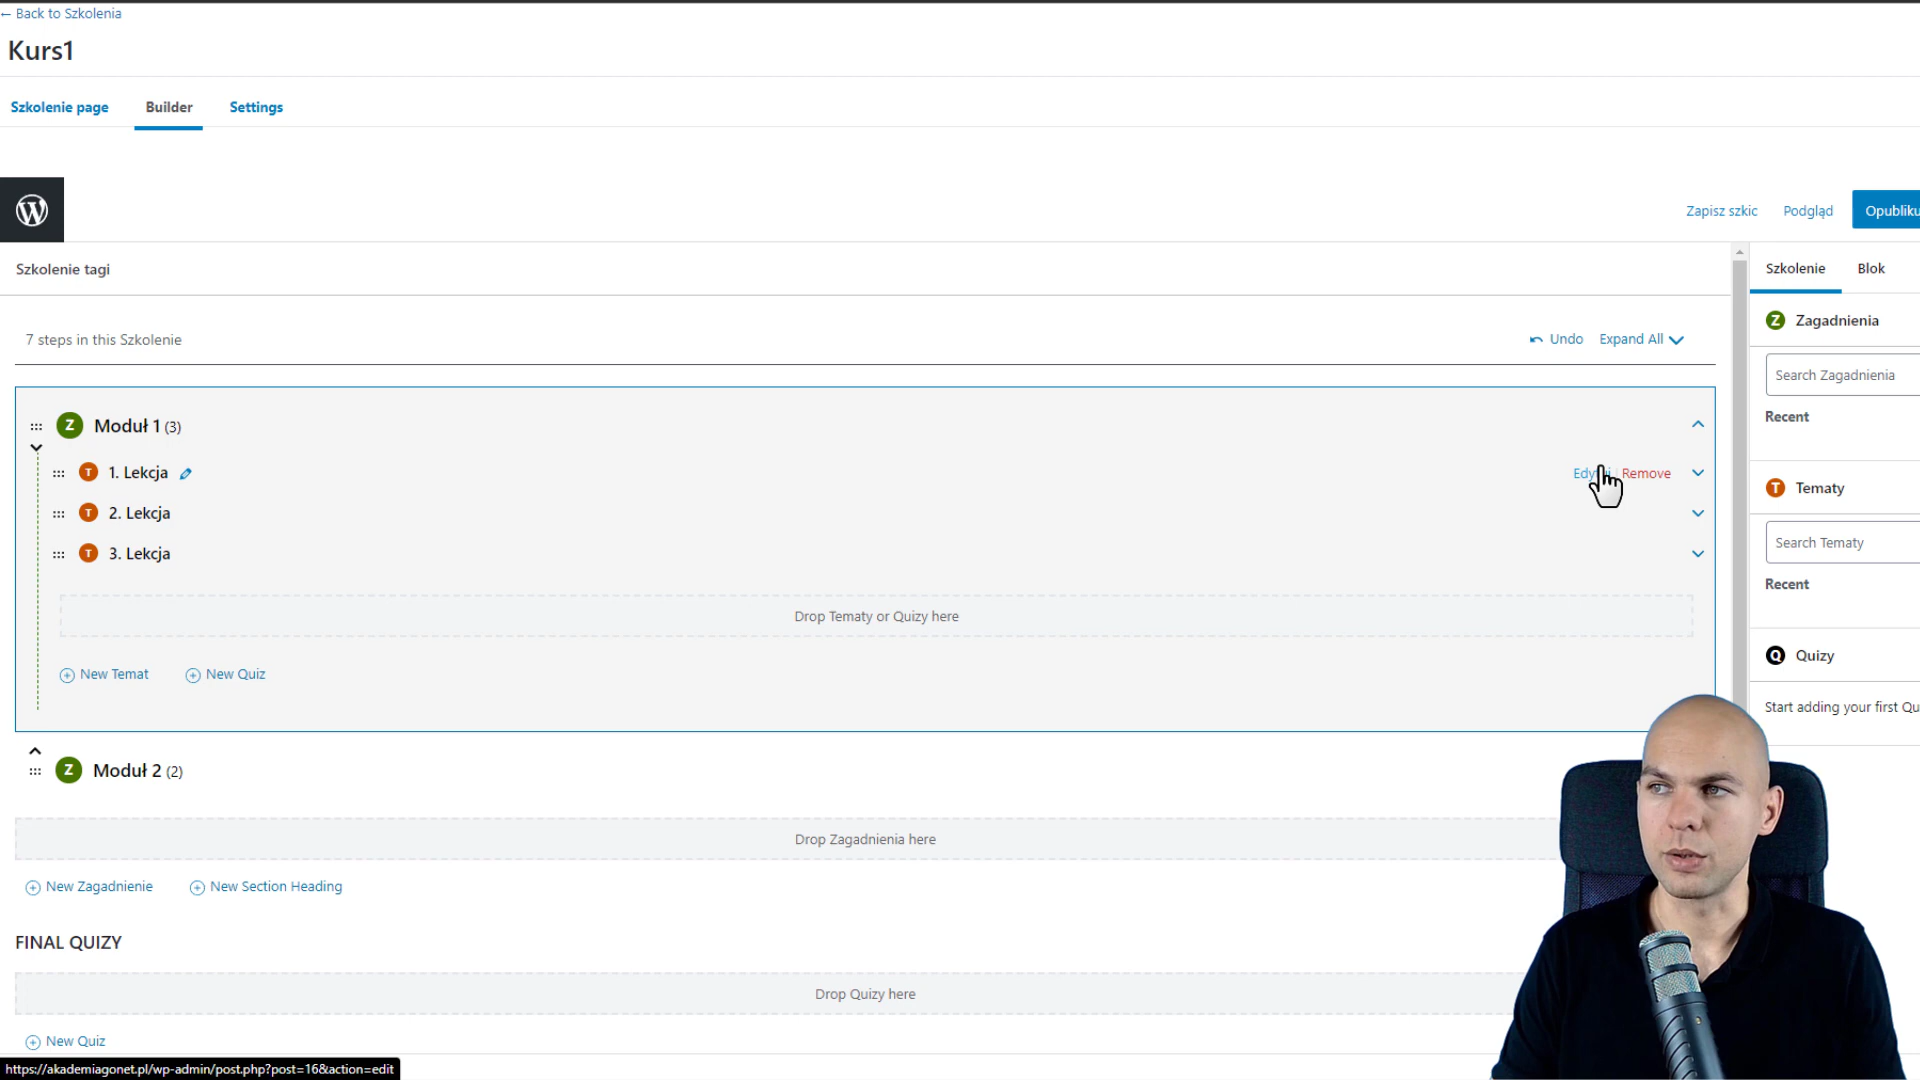 ← Back to Szkolenia
Kurs1
Szkolenie page
Builder
Settings
Zapisz szkic
Podgląd
Opubliku
Szkolenie tagi
Szkolenie
Blok
7 steps in this Szkolenie
Undo
Expand All
Z Zagadnienia
Search Zagadnienia
Recent
Z Moduł 1 (3)
T 1. Lekcja
Remove
T 2. Lekcja
T 3. Lekcja
T Tematy
Search Tematy
Recent
Drop Tematy or Quizy here
New Temat
New Quiz
Q Quizy
Start adding your first Qu
Z Moduł 2 (2)
Drop Zagadnienia here
New Zagadnienie
New Section Heading
FINAL QUIZY
Drop Quizy here
New Quiz
https://akademiagonet.pl/wp-admin/post.php?post=16&action=edit